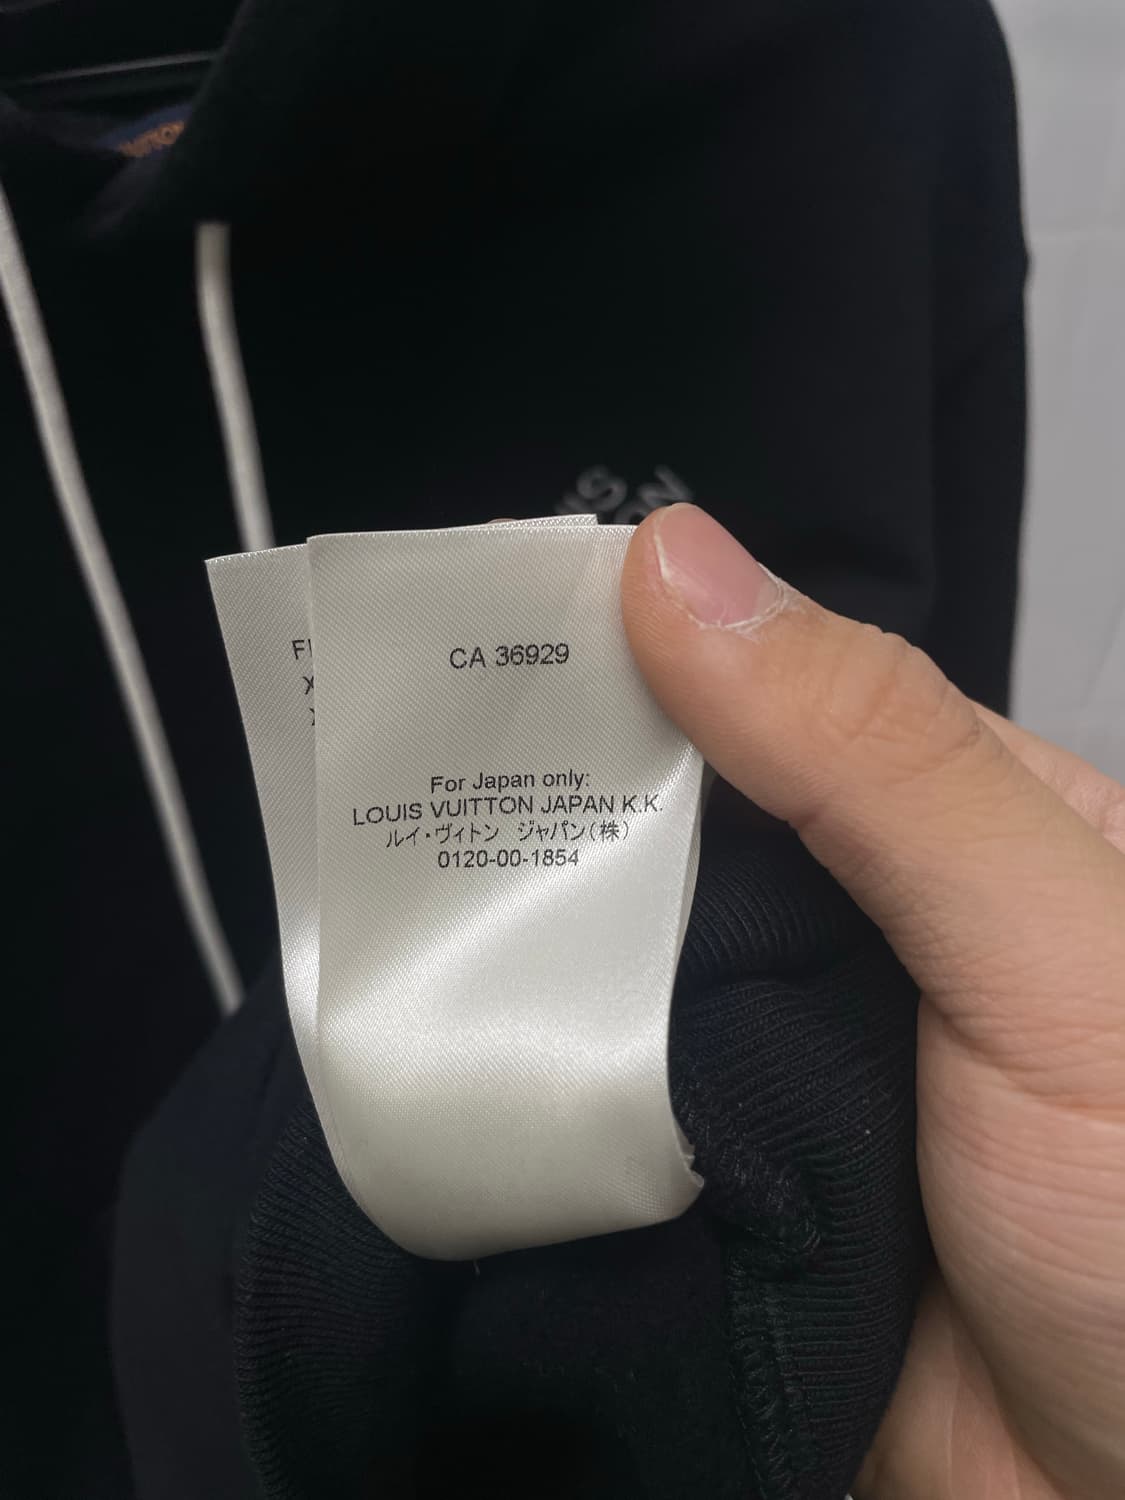 CA 36929
For Japan only:
LOUIS VUITTON JAPAN K.K.
ルイ・ヴィトン ジャパン(株)
0120-00-1854